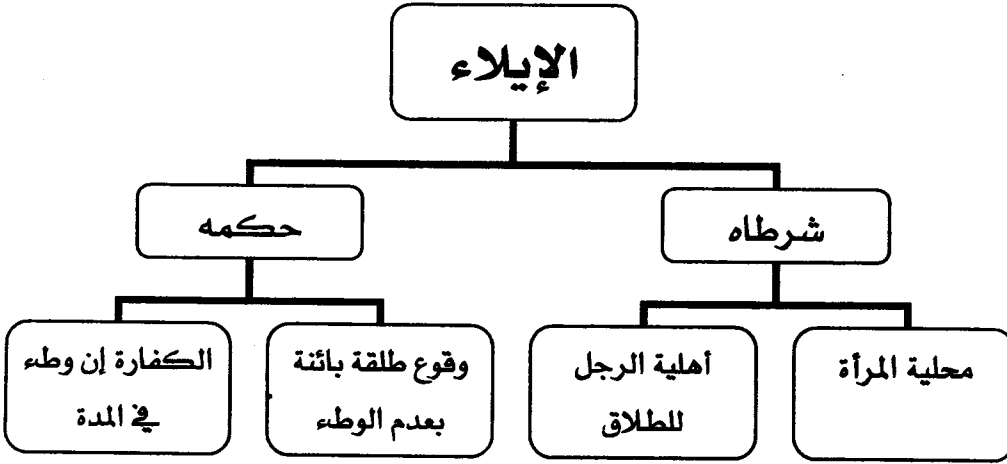 الإيلاء
شرطاه
حكمه
محلية المرأة
أهلية الرجل
للطلاق
وقوع طلقة بائنة
بعدم الوطء
الكفارة إن وطء
في المدة